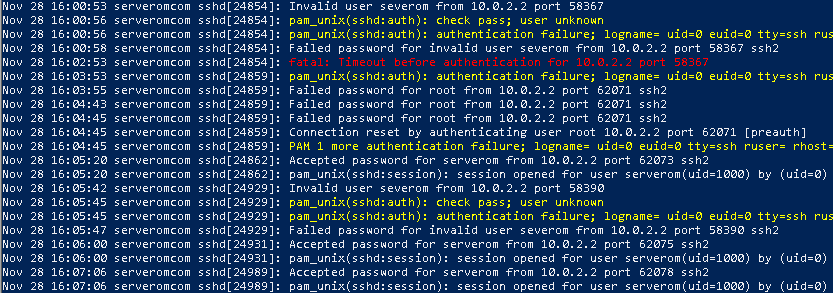 Nov 28 16:00:53 serveromcom sshd[24854]: Invalid user severom from 10.0.2.2 port 58367
Nov 28 16:00:56 serveromcom sshd[24854]: pam_unix(sshd:auth): check pass; user unknown
Nov 28 16:00:56 serveromcom sshd[24854]: pam_unix(sshd:auth): authentication failure; logname= uid=0 euid=0 tty=ssh rus
Nov 28 16:00:58 serveromcom sshd[24854]: Failed password for invalid user severom from 10.0.2.2 port 58367 ssh2
Nov 28 16:02:53 serveromcom sshd[24854]: fatal: Timeout before authentication for 10.0.2.2 port 58367
Nov 28 16:03:53 serveromcom sshd[24859]: pam_unix(sshd:auth): authentication failure; logname= uid=0 euid=0 tty=ssh rus
Nov 28 16:03:55 serveromcom sshd[24859]: Failed password for root from 10.0.2.2 port 62071 ssh2
Nov 28 16:04:43 serveromcom sshd[24859]: Failed password for root from 10.0.2.2 port 62071 ssh2
Nov 28 16:04:45 serveromcom sshd[24859]: Failed password for root from 10.0.2.2 port 62071 ssh2
Nov 28 16:04:45 serveromcom sshd[24859]: Connection reset by authenticating user root 10.0.2.2 port 62071 [preauth]
Nov 28 16:04:45 serveromcom sshd[24859]: PAM 1 more authentication failure; logname= uid=0 euid=0 tty=ssh ruser= rhost=
Nov 28 16:05:20 serveromcom sshd[24862]: Accepted password for serverom from 10.0.2.2 port 62073 ssh2
Nov 28 16:05:20 serveromcom sshd[24862]: pam_unix(sshd:session): session opened for user serverom(uid=1000) by (uid=0)
Nov 28 16:05:42 serveromcom sshd[24929]: Invalid user severom from 10.0.2.2 port 58390
Nov 28 16:05:45 serveromcom sshd[24929]: pam_unix(sshd:auth): check pass; user unknown
Nov 28 16:05:45 serveromcom sshd[24929]: pam_unix(sshd:auth): authentication failure; logname= uid=0 euid=0 tty=ssh rus
Nov 28 16:05:47 serveromcom sshd[24929]: Failed password for invalid user severom from 10.0.2.2 port 58390 ssh2
Nov 28 16:06:00 serveromcom sshd[24931]: Accepted password for serverom from 10.0.2.2 port 62075 ssh2
Nov 28 16:06:00 serveromcom sshd[24931]: pam_unix(sshd:session): session opened for user serverom(uid=1000) by (uid=0)
Nov 28 16:07:06 serveromcom sshd[24989]: Accepted password for serverom from 10.0.2.2 port 62078 ssh2
Nov 28 16:07:06 serveromcom sshd[24989]: pam_unix(sshd:session): session opened for user serverom(uid=1000) by (uid=0)